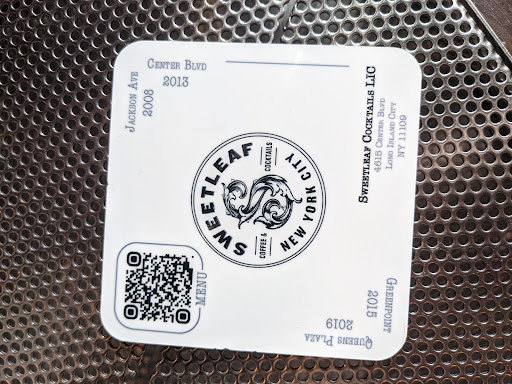 Center Blvd
2013
Jackson Ave
2008
SWEETLEAF
COCKTAILS
COFFEE &
NEW YORK CITY
Sweetleaf Cocktails LIC
4615 Center Blvd
Long Island City
NY 11109
MENU
Greenpoint
2015
Queens Plaza
2019